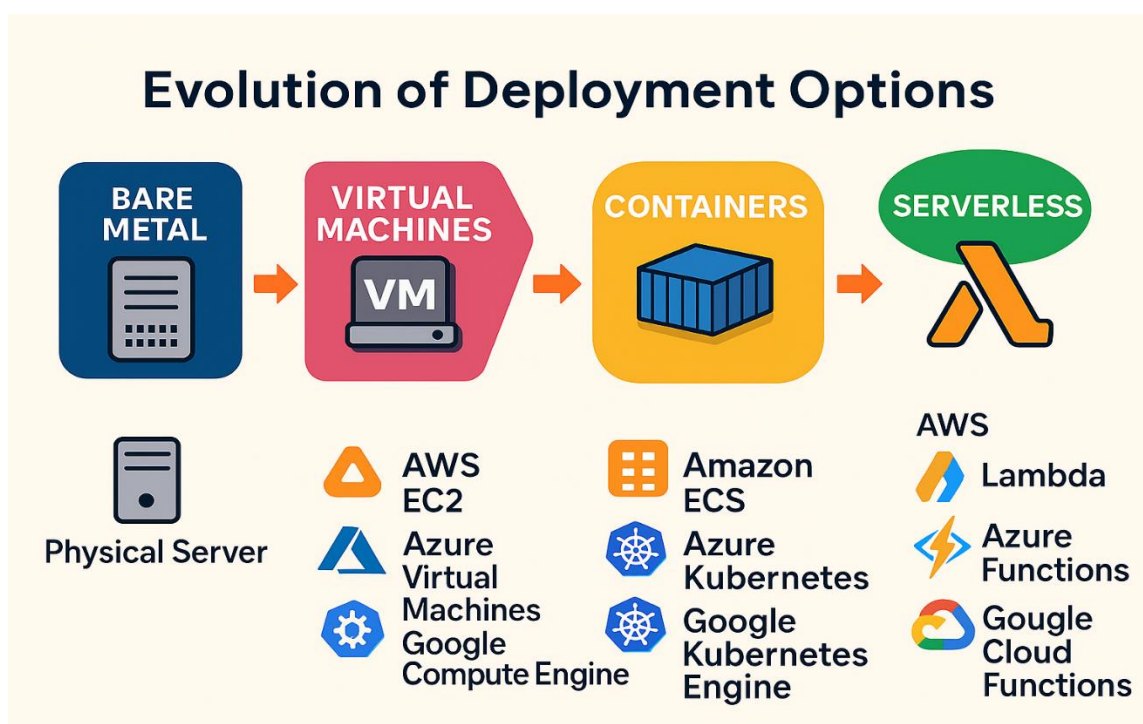 Evolution of Deployment Options
BARE
METAL
VIRTUAL
MACHINES
VM
CONTAINERS
SERVERLESS
Physical Server
AWS
EC2
Azure
Virtual
Machines
Google
Compute Engine
Amazon
ECS
Azure
Kubernetes
Google
Kubernetes
Engine
AWS
Lambda
Azure
Functions
Gougle
Cloud
Functions